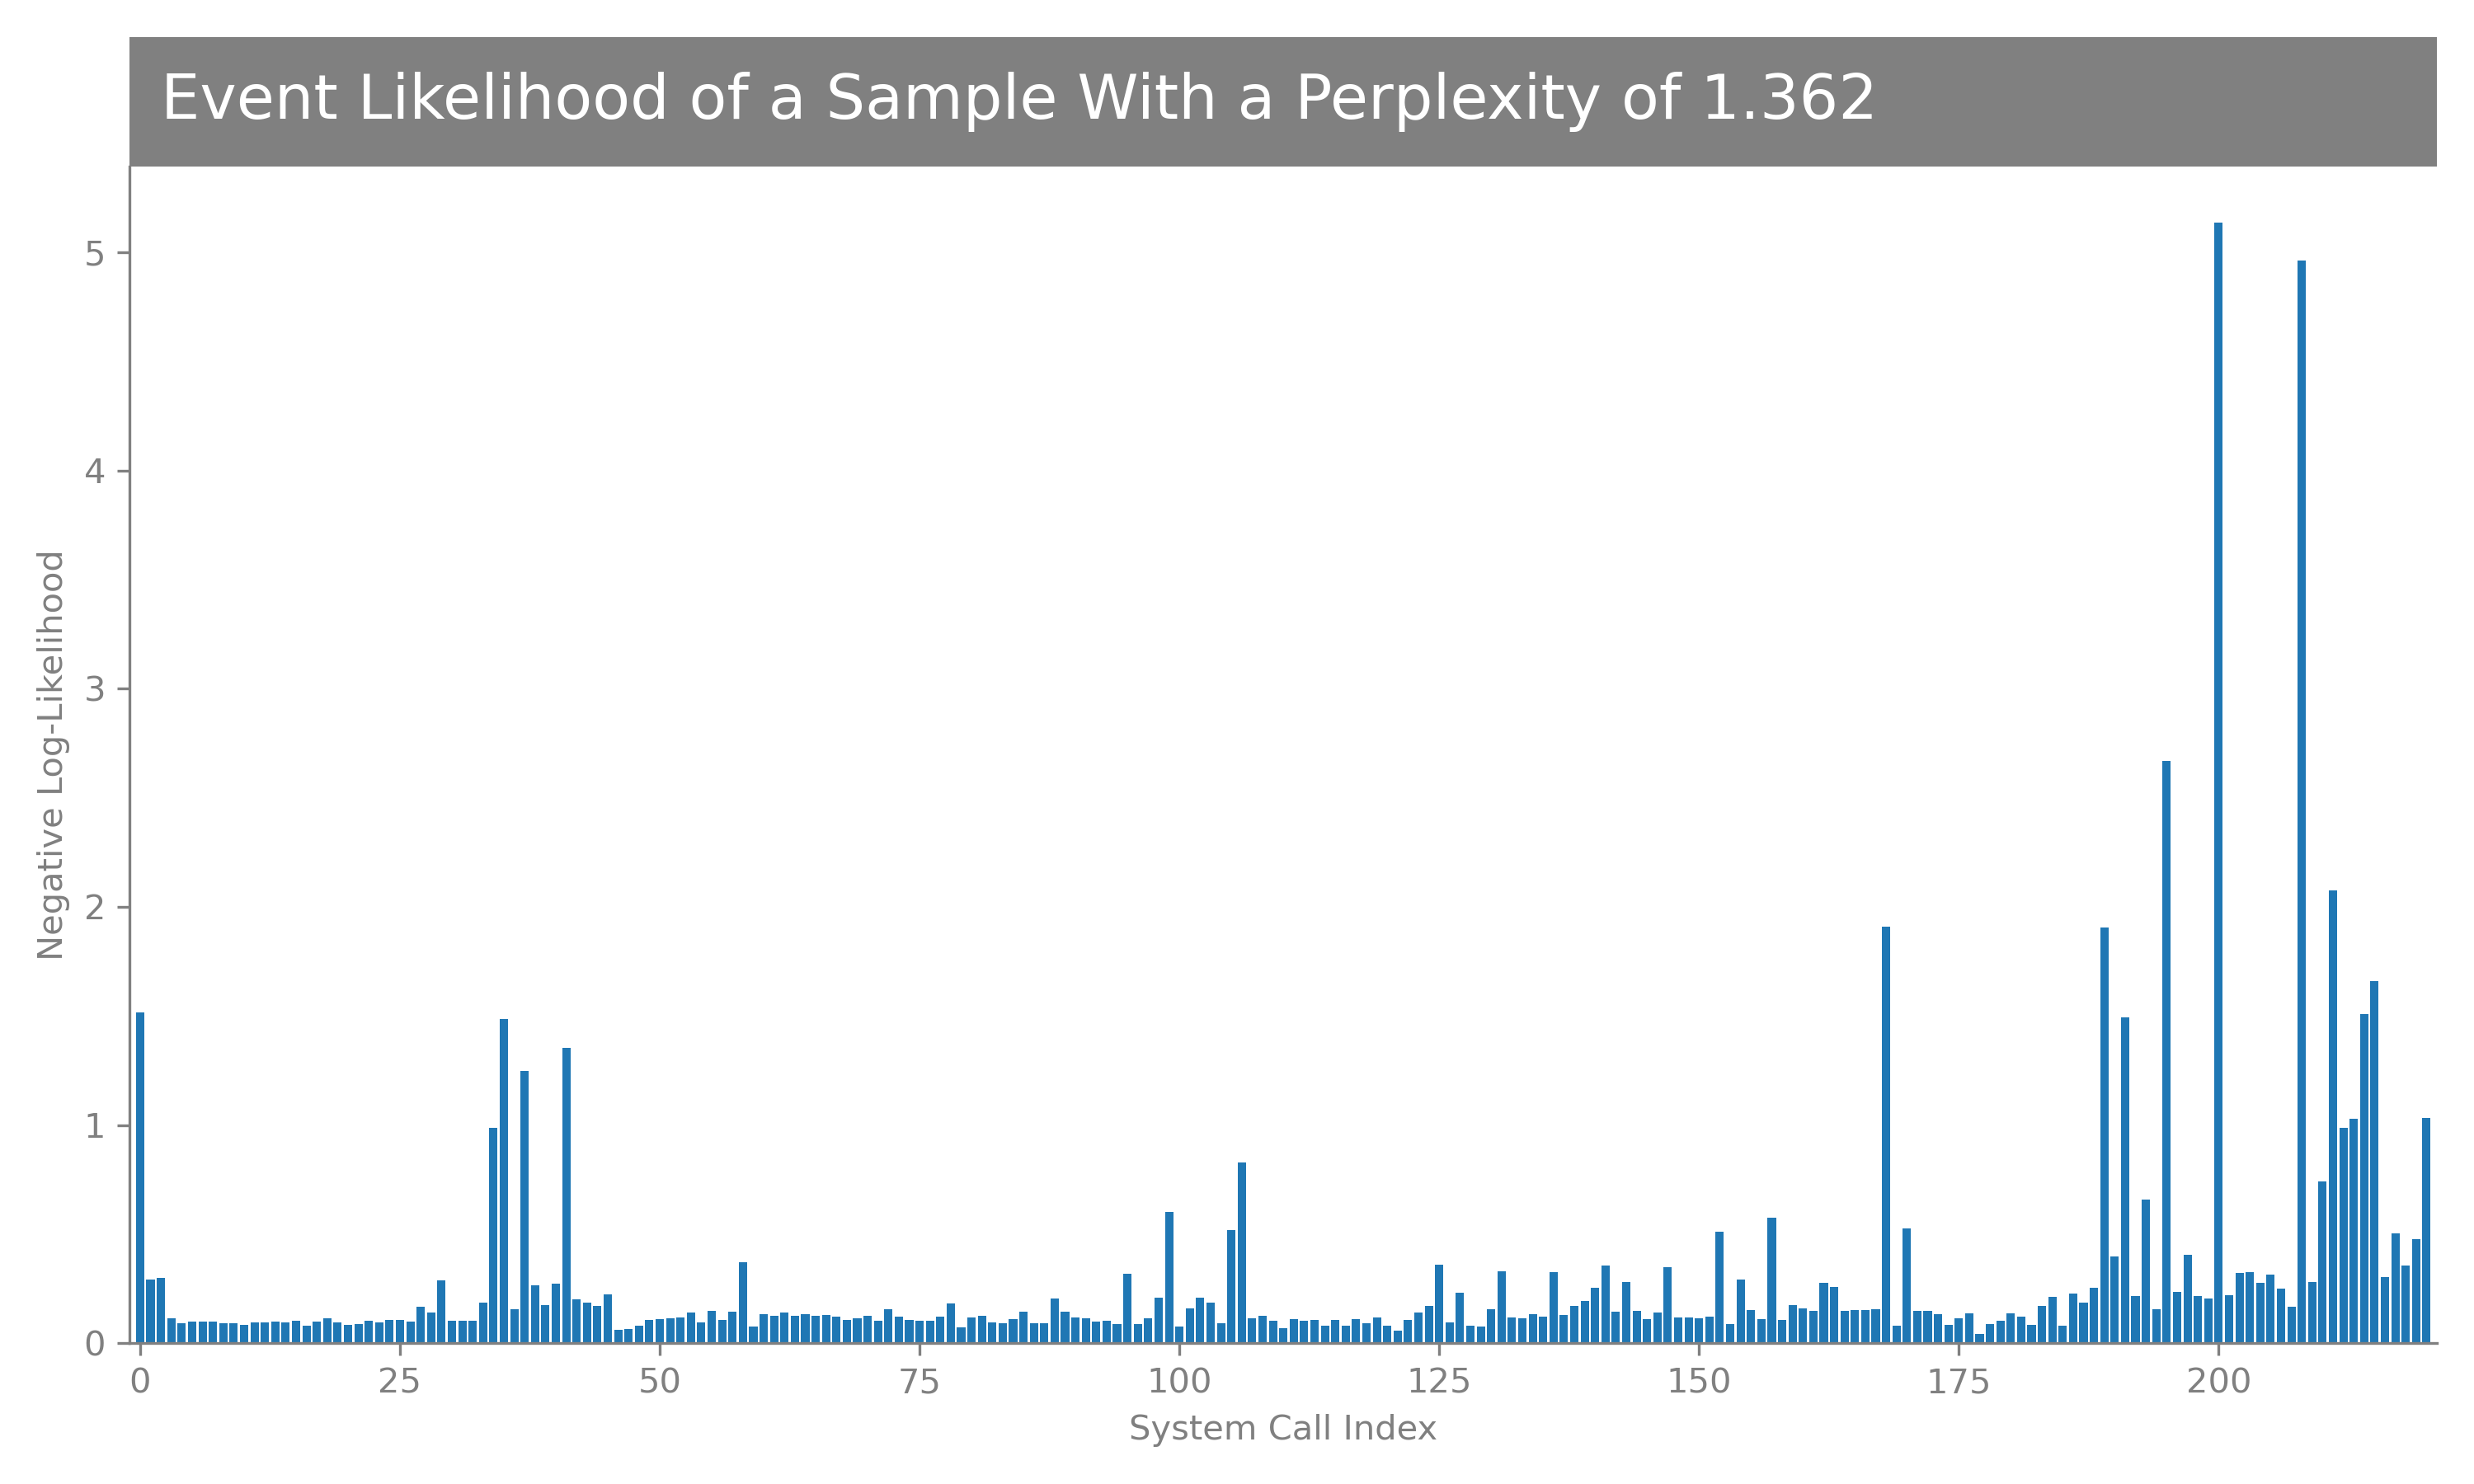 Event Likelihood of a Sample With a Perplexity of 1.362
Negative Log-Likelihood
5
4
3
2
1
0
0 25 50 75 100 125 150 175 200
System Call Index